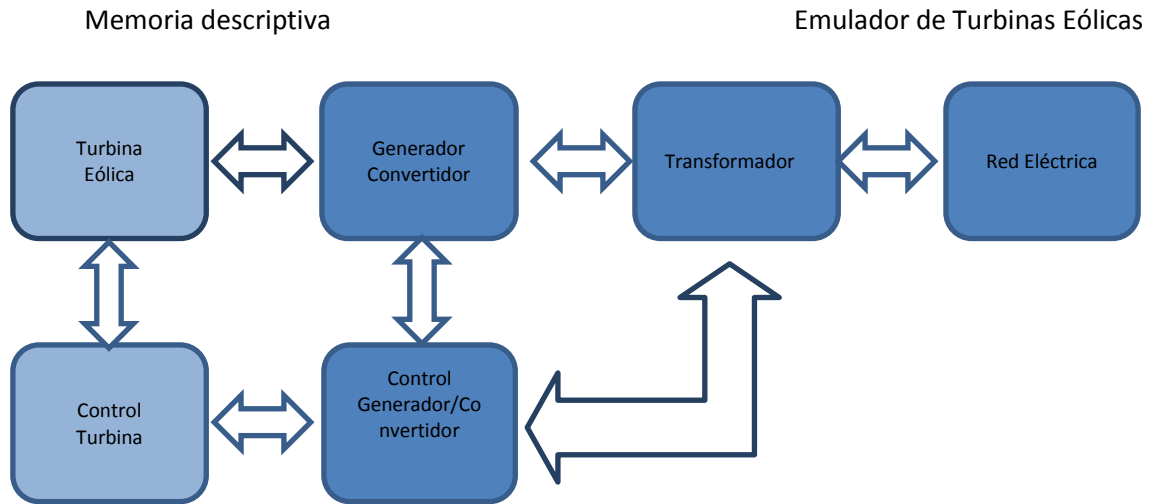 Memoria descriptiva
Emulador de Turbinas Eólicas
Turbina
Eólica
Generador
Convertidor
Transformador
Red Eléctrica
Control
Turbina
Control
Generador/Co
nvertidor